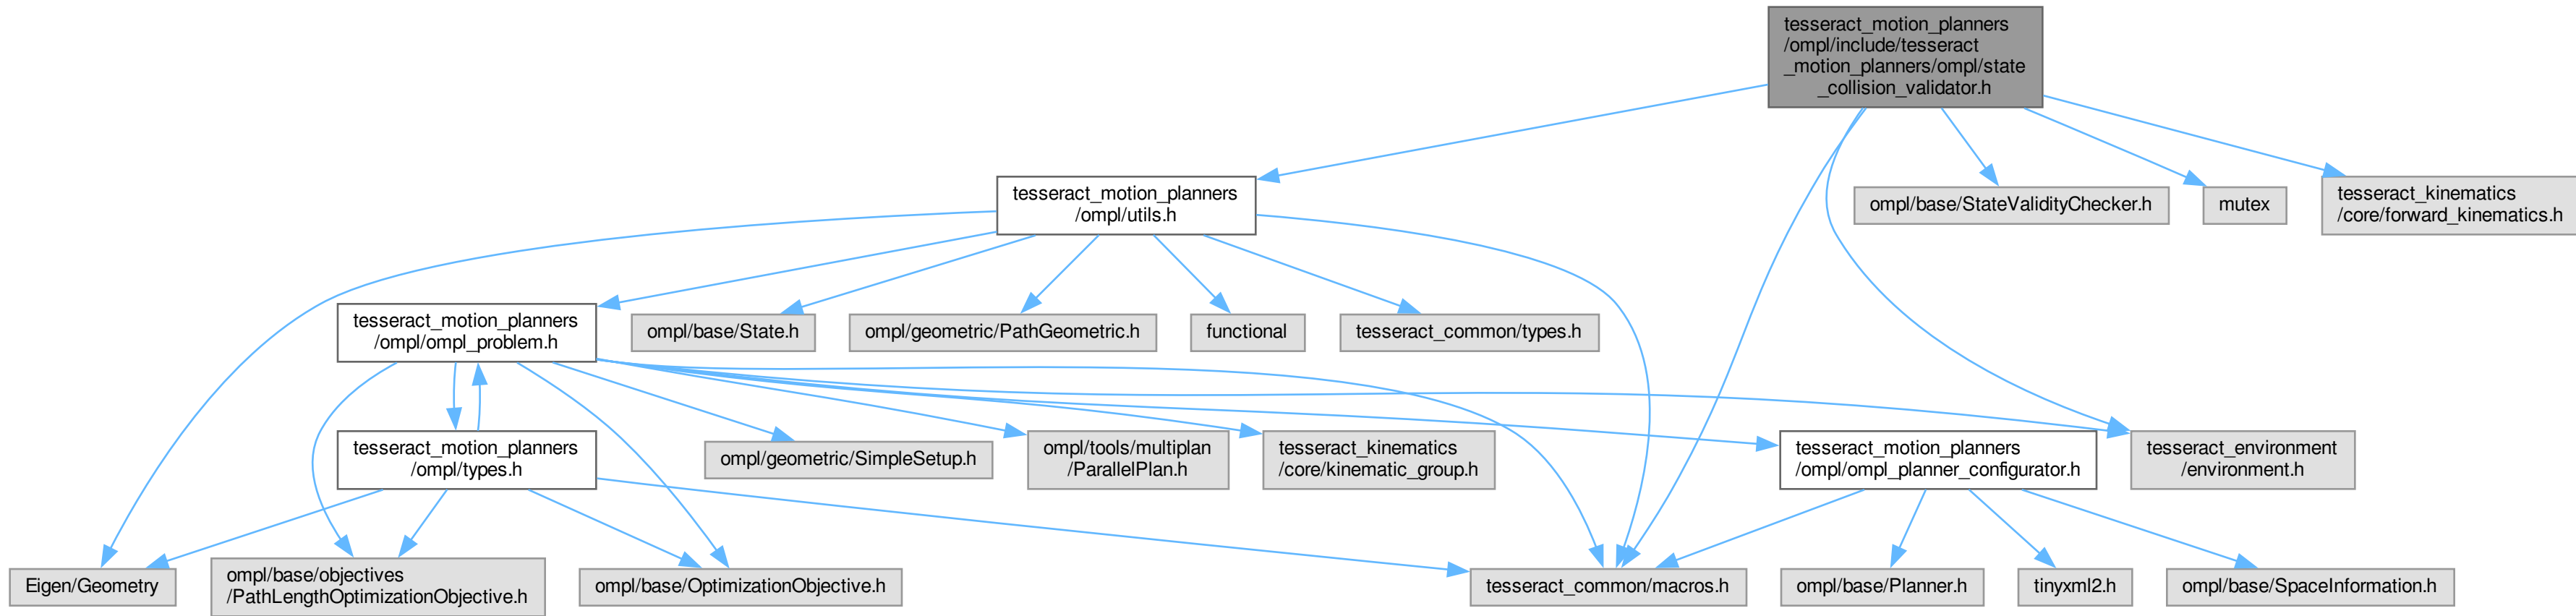 tesseract_motion_planners
/ompl/include/tesseract
_motion_planners/ompl/state
_collision_validator.h
tesseract_motion_planners
/ompl/utils.h
ompl/base/StateValidityChecker.h
mutex
tesseract_kinematics
/core/forward_kinematics.h
tesseract_motion_planners
/ompl/ompl_problem.h
ompl/base/State.h
ompl/geometric/PathGeometric.h
functional
tesseract_common/types.h
tesseract_motion_planners
/ompl/types.h
ompl/geometric/SimpleSetup.h
ompl/tools/multiplan
/ParallelPlan.h
tesseract_kinematics
/core/kinematic_group.h
tesseract_motion_planners
/ompl/ompl_planner_configurator.h
tesseract_environment
/environment.h
Eigen/Geometry
ompl/base/objectives
/PathLengthOptimizationObjective.h
ompl/base/OptimizationObjective.h
tesseract_common/macros.h
ompl/base/Planner.h
tinyxml2.h
ompl/base/SpaceInformation.h